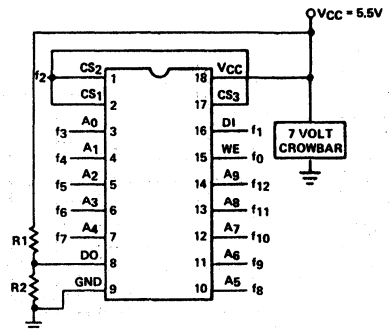 VCC = 5.5V
f2
CS2 1 18 VCC
CS1 2 17 CS3
f3 A0 3 16 DI f1
f4 A1 4 15 WE f0
f5 A2 5 14 A9 f12
f6 A3 6 13 A8 f11
f7 A4 7 12 A7 f10
DO 8 11 A6 f9
GND 9 10 A5 f8
R1
R2
7 VOLT
CROWBAR